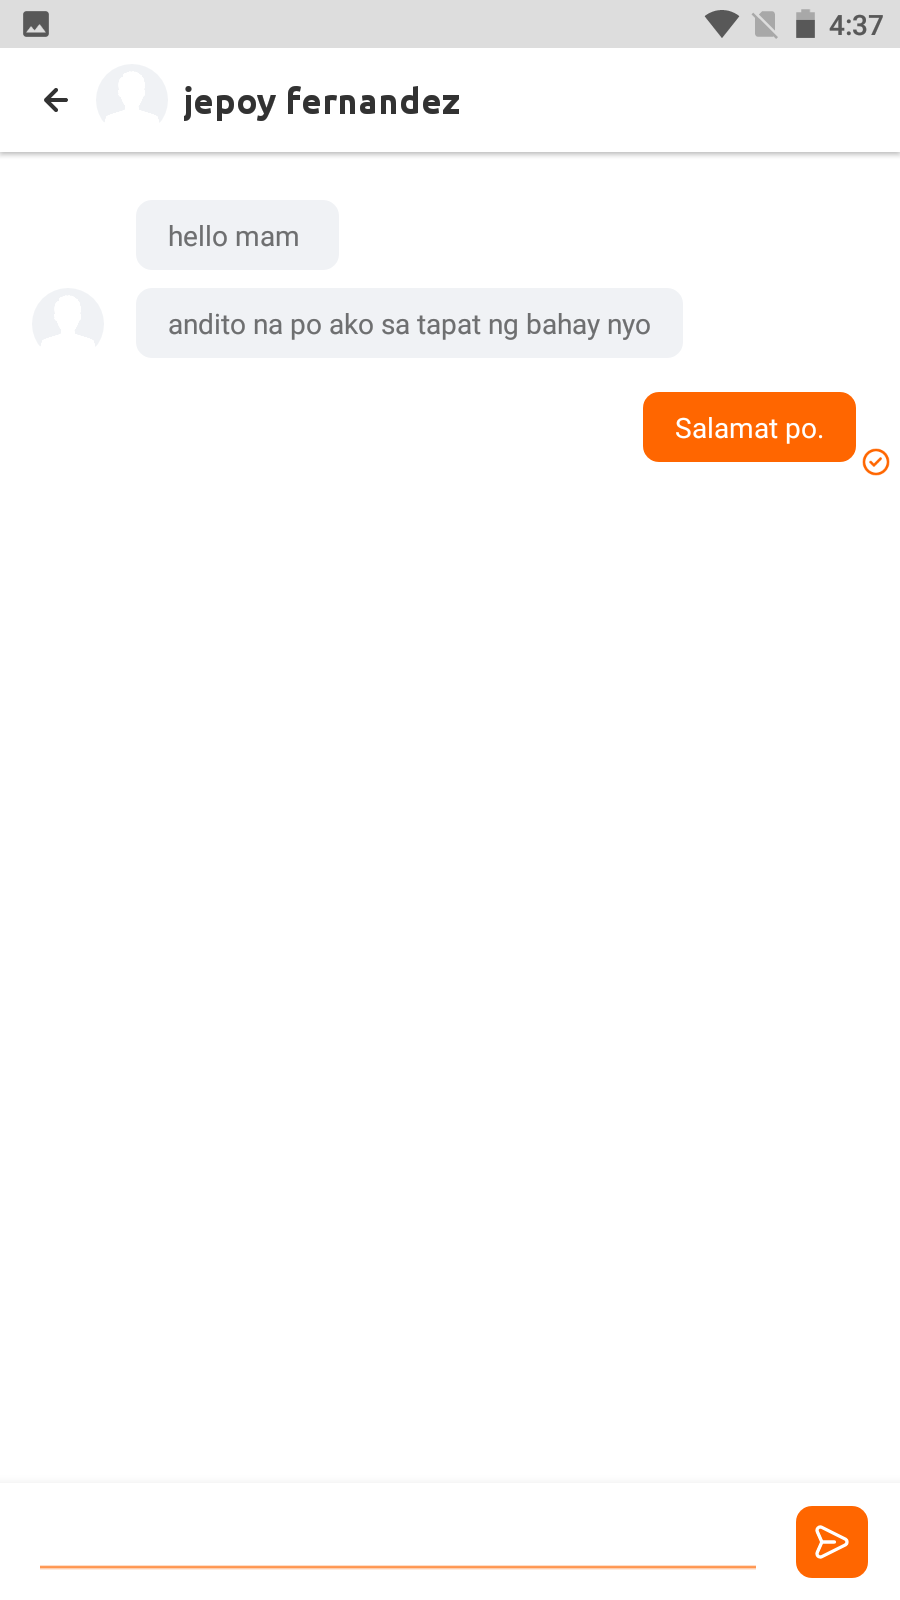 4:37
jepoy fernandez
hello mam
andito na po ako sa tapat ng bahay nyo
Salamat po.